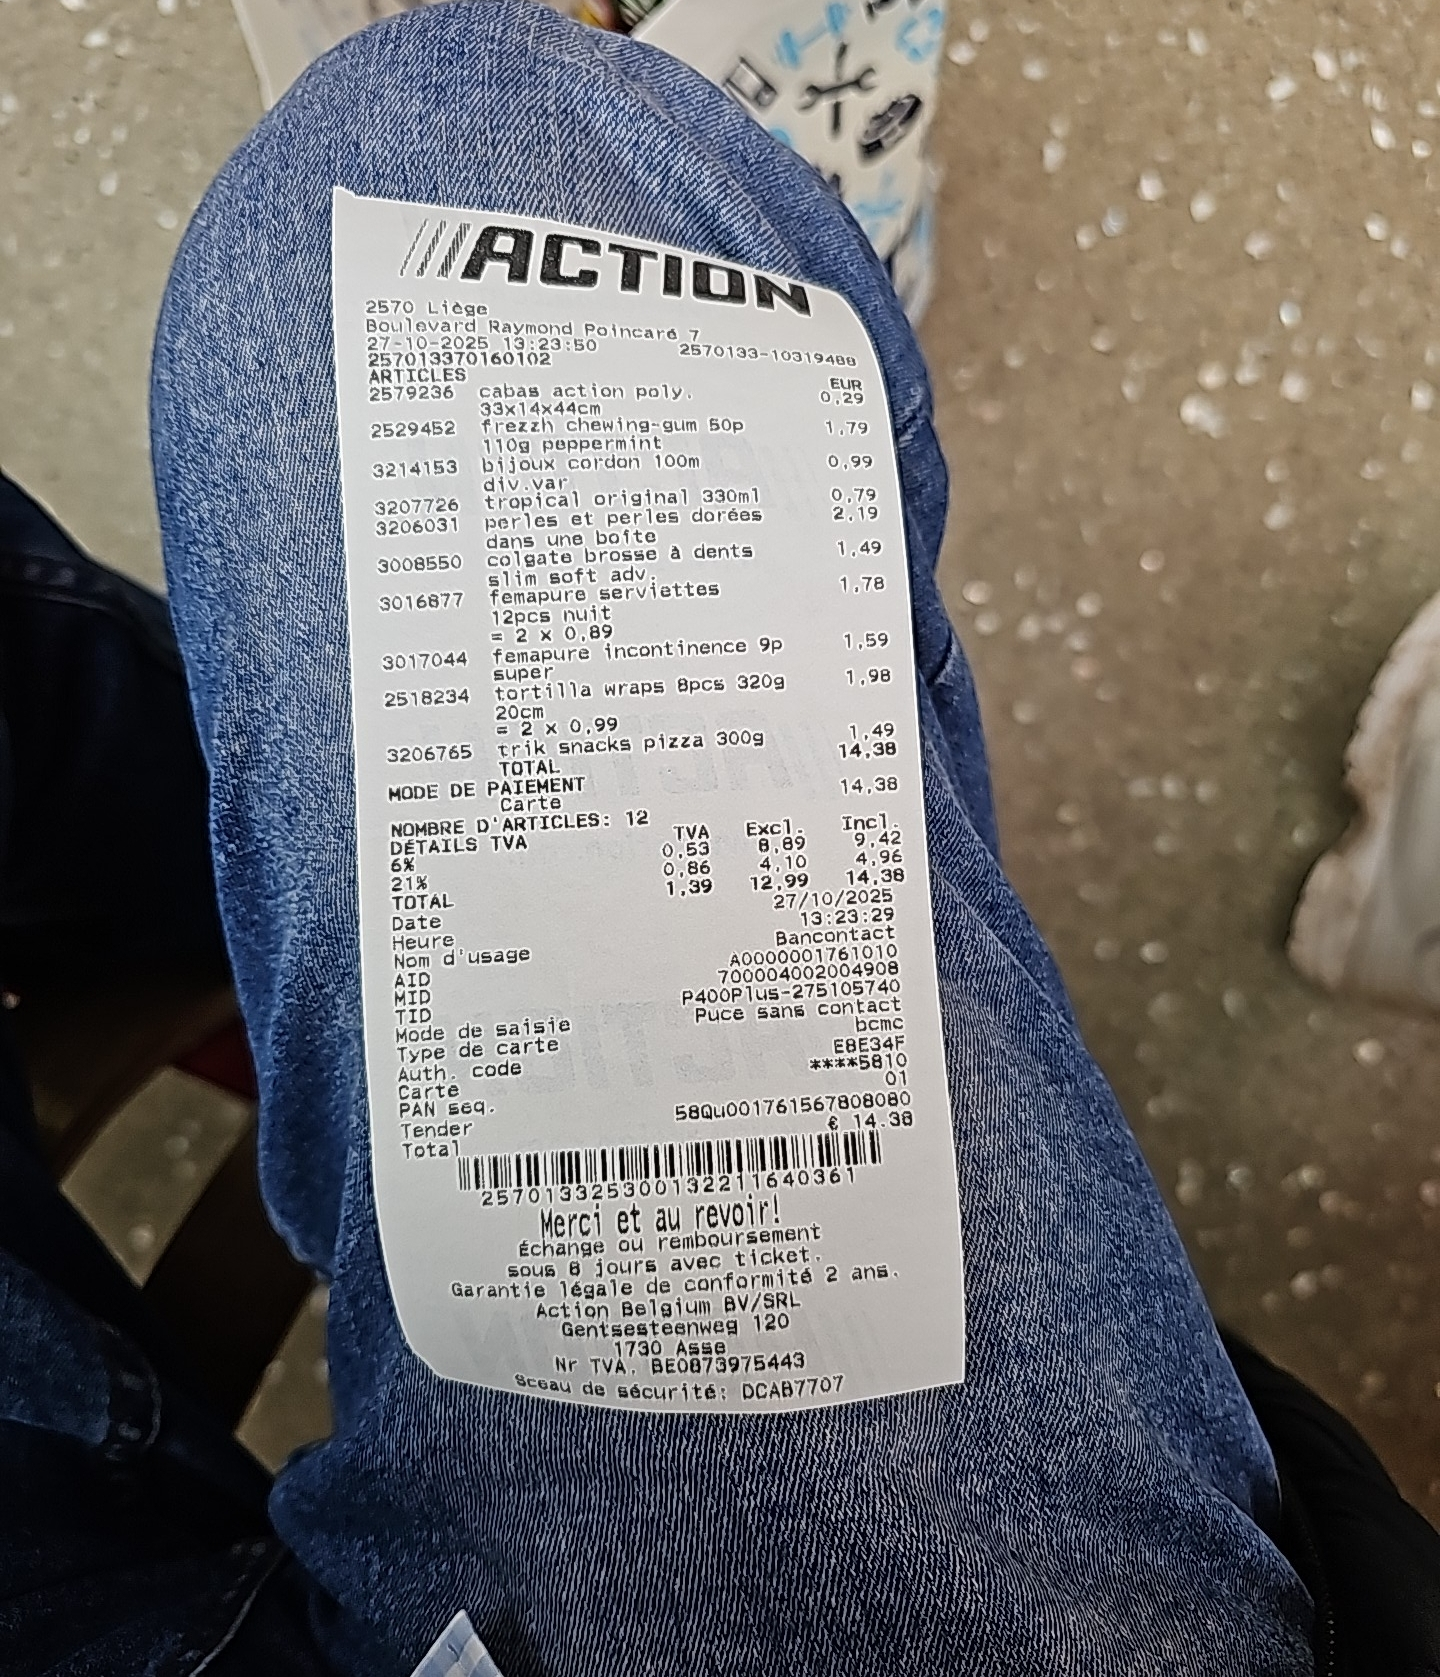 ///ACTION
2570 Liège
Boulevard Raymond Poincaré 7
27-10-2025 13:23:50 2570133-10319488
257013370160102
ARTICLES EUR
2579236 cabas action poly. 0,29
33x14x44cm
2529452 frezzh chewing-gum 50p 1,79
110g peppermint
3214153 bijoux cordon 100m 0,99
div.var
3207726 tropical original 330ml 0,79
3206031 perles et perles dorées 2,19
dans une boîte
3008550 colgate brosse à dents 1,49
slim soft adv.
3016877 femapure serviettes 1,78
12pcs nuit
= 2 x 0,89
3017044 femapure incontinence 9p 1,59
super
2518234 tortilla wraps 8pcs 320g 1,98
20cm
= 2 x 0,99
3206765 trik snacks pizza 300g 1,49
TOTAL 14,38
MODE DE PAIEMENT
Carte 14,38
NOMBRE D'ARTICLES: 12
DÉTAILS TVA TVA Excl. Incl.
6% 0,53 8,89 9,42
21% 0,86 4,10 4,96
TOTAL 1,39 12,99 14,38
Date 27/10/2025
Heure 13:23:29
Nom d'usage Bancontact
AID A0000001761010
MID 700004002004908
TID P400Plus-275105740
Mode de saisie Puce sans contact
Type de carte bcmc
Auth. code E8E34F
Carte ****5810
PAN seq. 01
Tender 58Qu001761567808080
Total € 14.38
257013325300132211640361
Merci et au revoir!
Échange ou remboursement
sous 8 jours avec ticket.
Garantie légale de conformité 2 ans.
Action Belgium BV/SRL
Gentsesteenweg 120
1730 Asse
Nr TVA. BE0873975443
Sceau de sécurité: DCAB7707